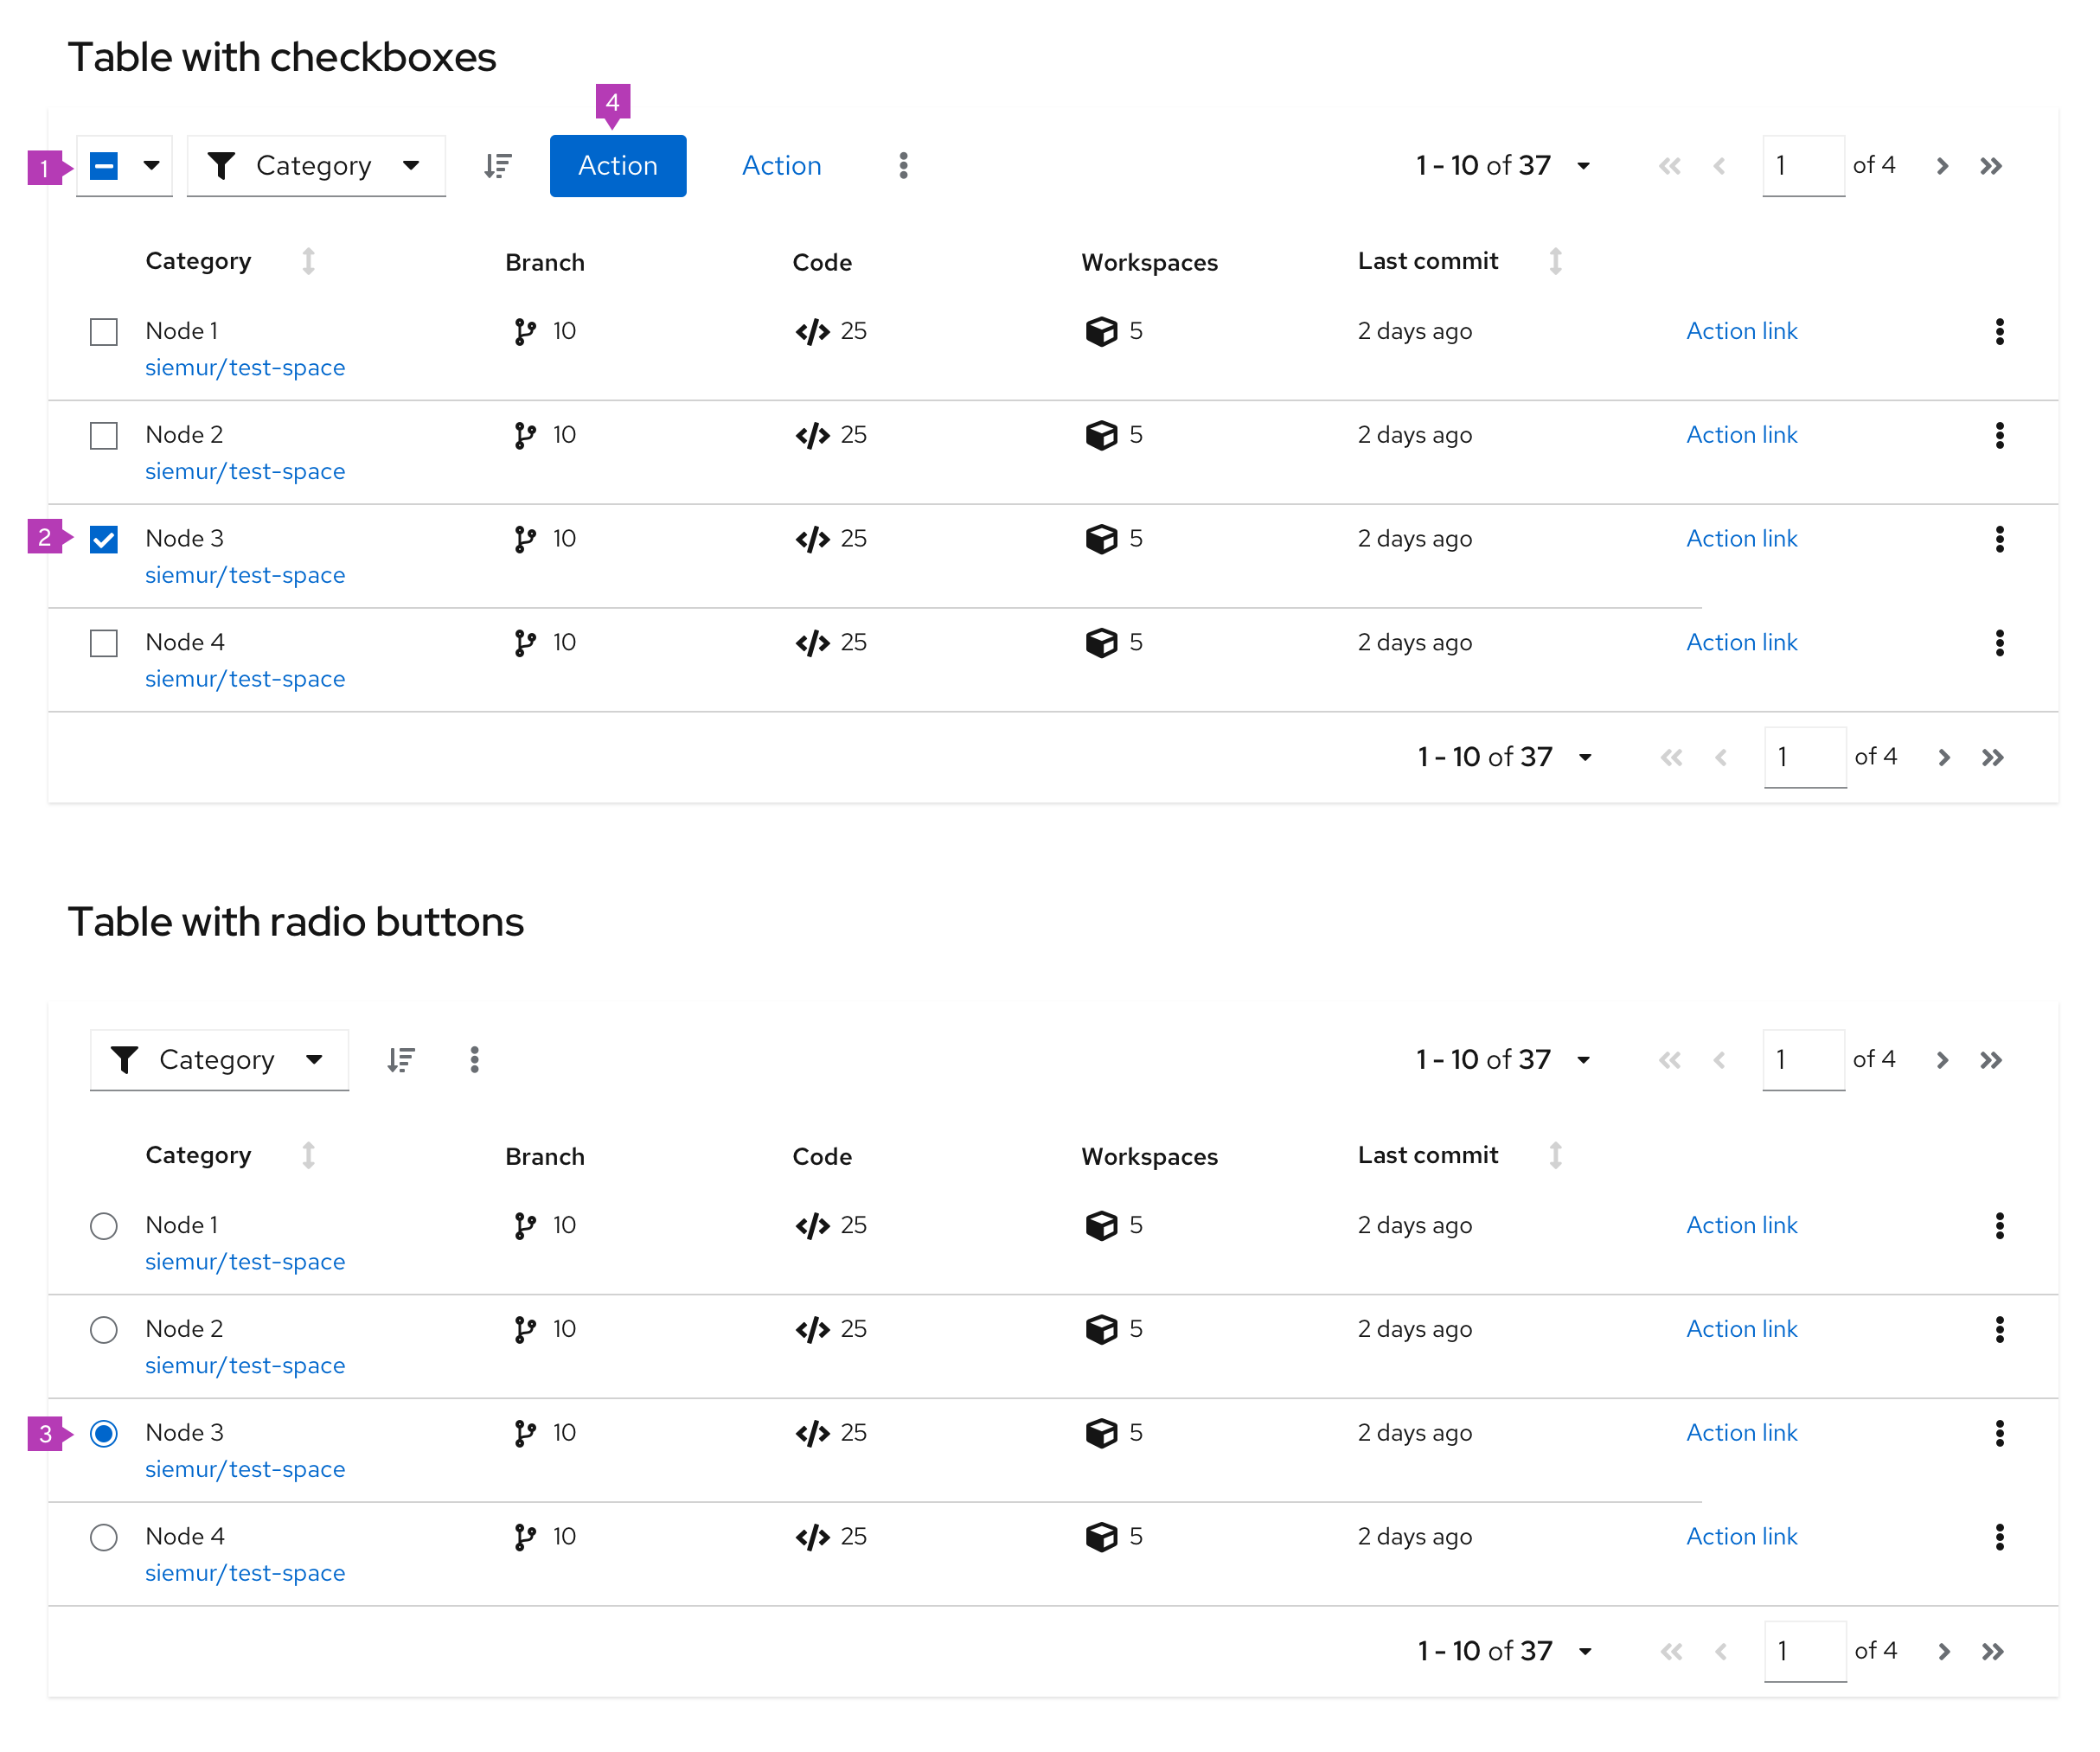 Table with checkboxes
4
1 Category Action Action 1 - 10 of 37 1 of 4
Category Branch Code Workspaces Last commit
Node 1 10 25 5 2 days ago Action link
siemur/test-space
Node 2 10 25 5 2 days ago Action link
siemur/test-space
2 Node 3 10 25 5 2 days ago Action link
siemur/test-space
Node 4 10 25 5 2 days ago Action link
siemur/test-space
1 - 10 of 37 1 of 4
Table with radio buttons
Category 1 - 10 of 37 1 of 4
Category Branch Code Workspaces Last commit
Node 1 10 25 5 2 days ago Action link
siemur/test-space
Node 2 10 25 5 2 days ago Action link
siemur/test-space
3 Node 3 10 25 5 2 days ago Action link
siemur/test-space
Node 4 10 25 5 2 days ago Action link
siemur/test-space
1 - 10 of 37 1 of 4